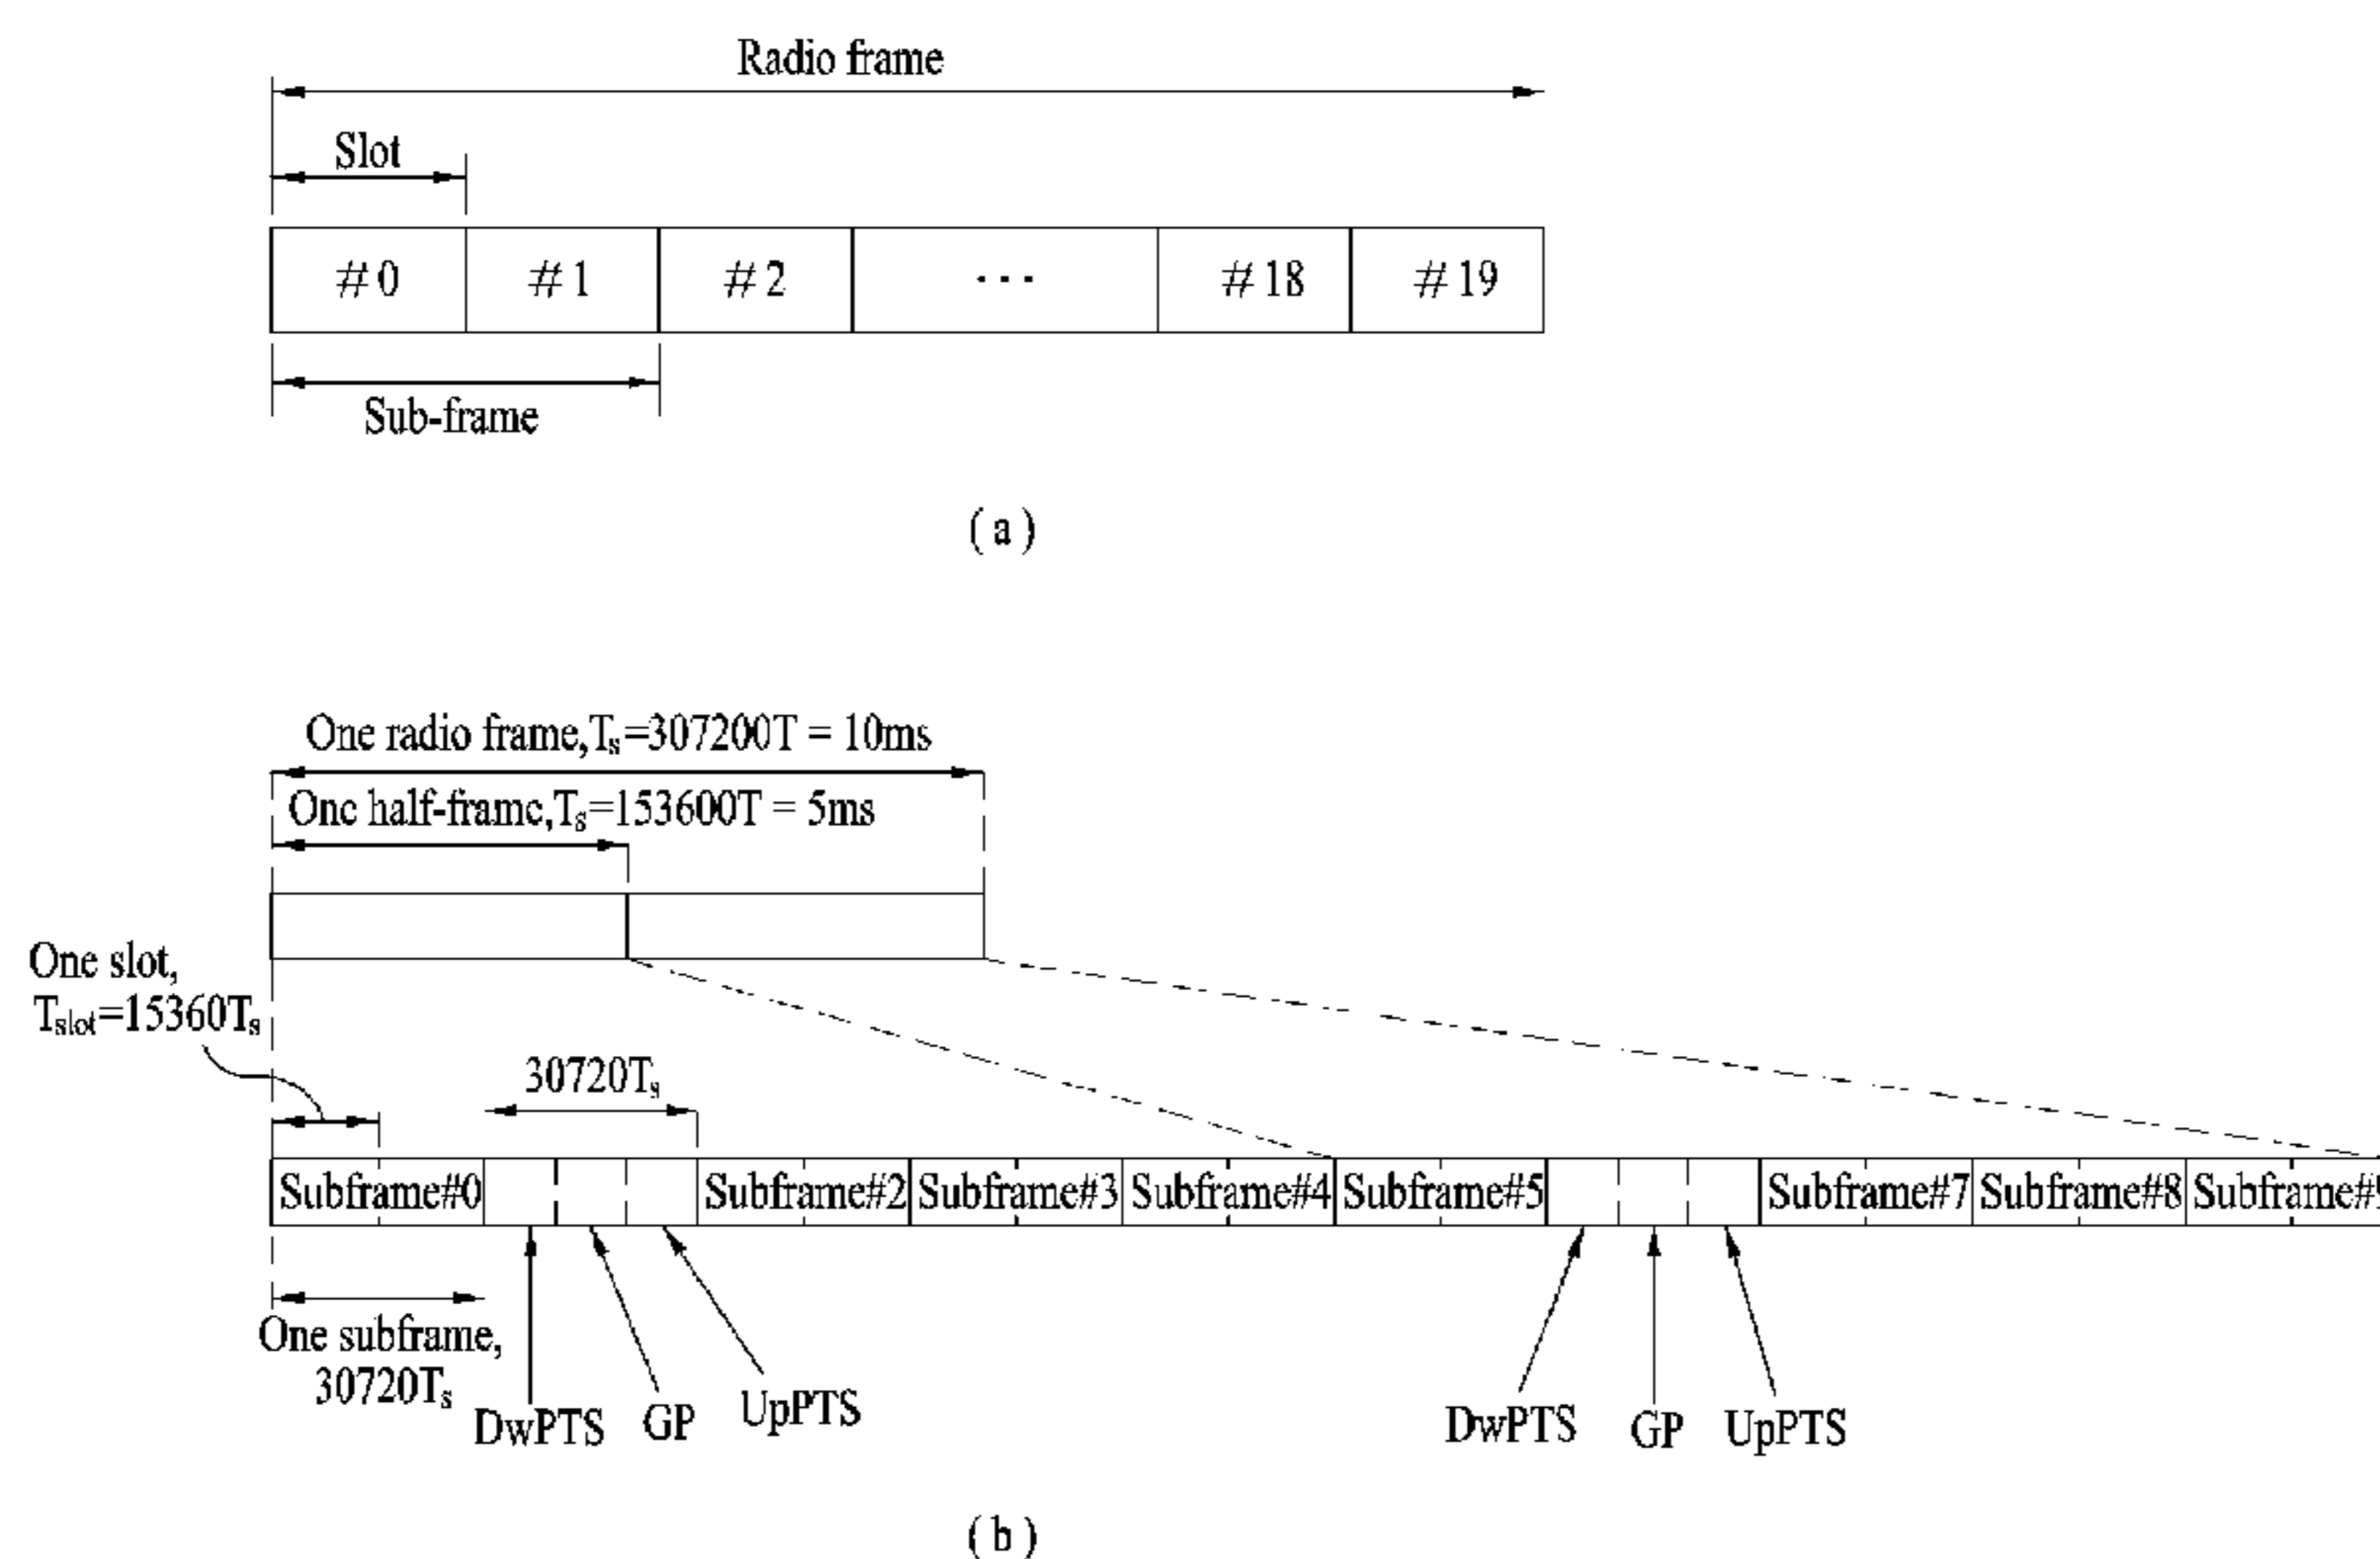 Radio frame
Slot
#0 #1 #2 ... #18 #19
Sub-frame
(a)
One radio frame,Ts=307200T = 10ms
One half-frame,Ts=153600T = 5ms
One slot,
Tslot=15360Ts
30720Ts
Subframe#0 Subframe#2 Subframe#3 Subframe#4 Subframe#5 Subframe#7 Subframe#8 Subframe#
One subframe,
30720Ts
DwPTS GP UpPTS DwPTS GP UpPTS
(b)